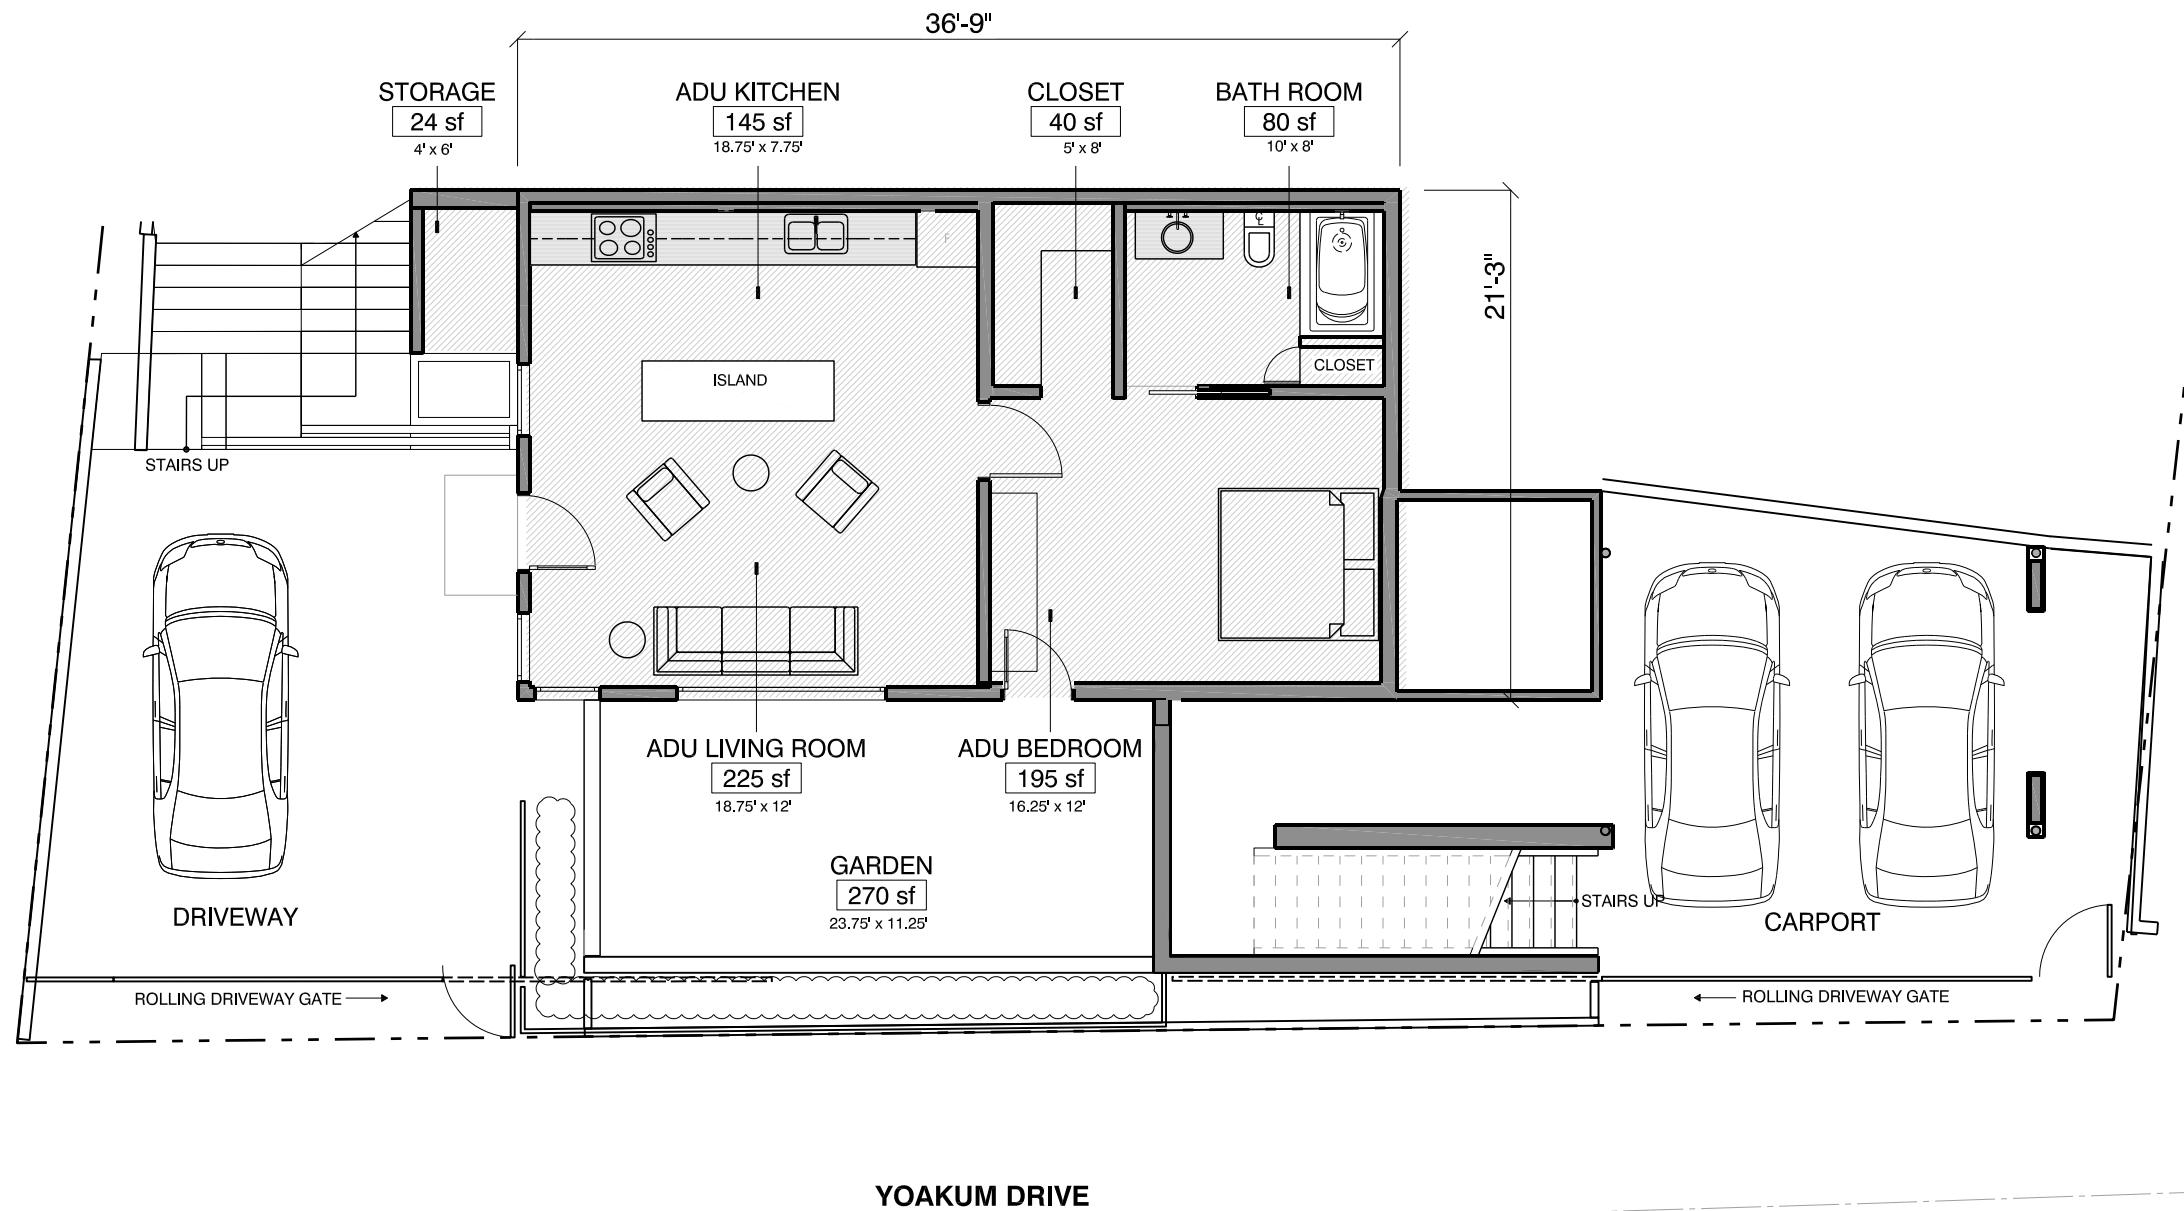 36'-9"
STORAGE
24 sf
4' x 6'
ADU KITCHEN
145 sf
18.75' x 7.75'
CLOSET
40 sf
5' x 8'
BATH ROOM
80 sf
10' x 8'
21'-3"
F
ISLAND
CLOSET
STAIRS UP
ADU LIVING ROOM
225 sf
18.75' x 12'
ADU BEDROOM
195 sf
16.25' x 12'
GARDEN
270 sf
23.75' x 11.25'
DRIVEWAY
STAIRS UP
CARPORT
ROLLING DRIVEWAY GATE
ROLLING DRIVEWAY GATE
YOAKUM DRIVE